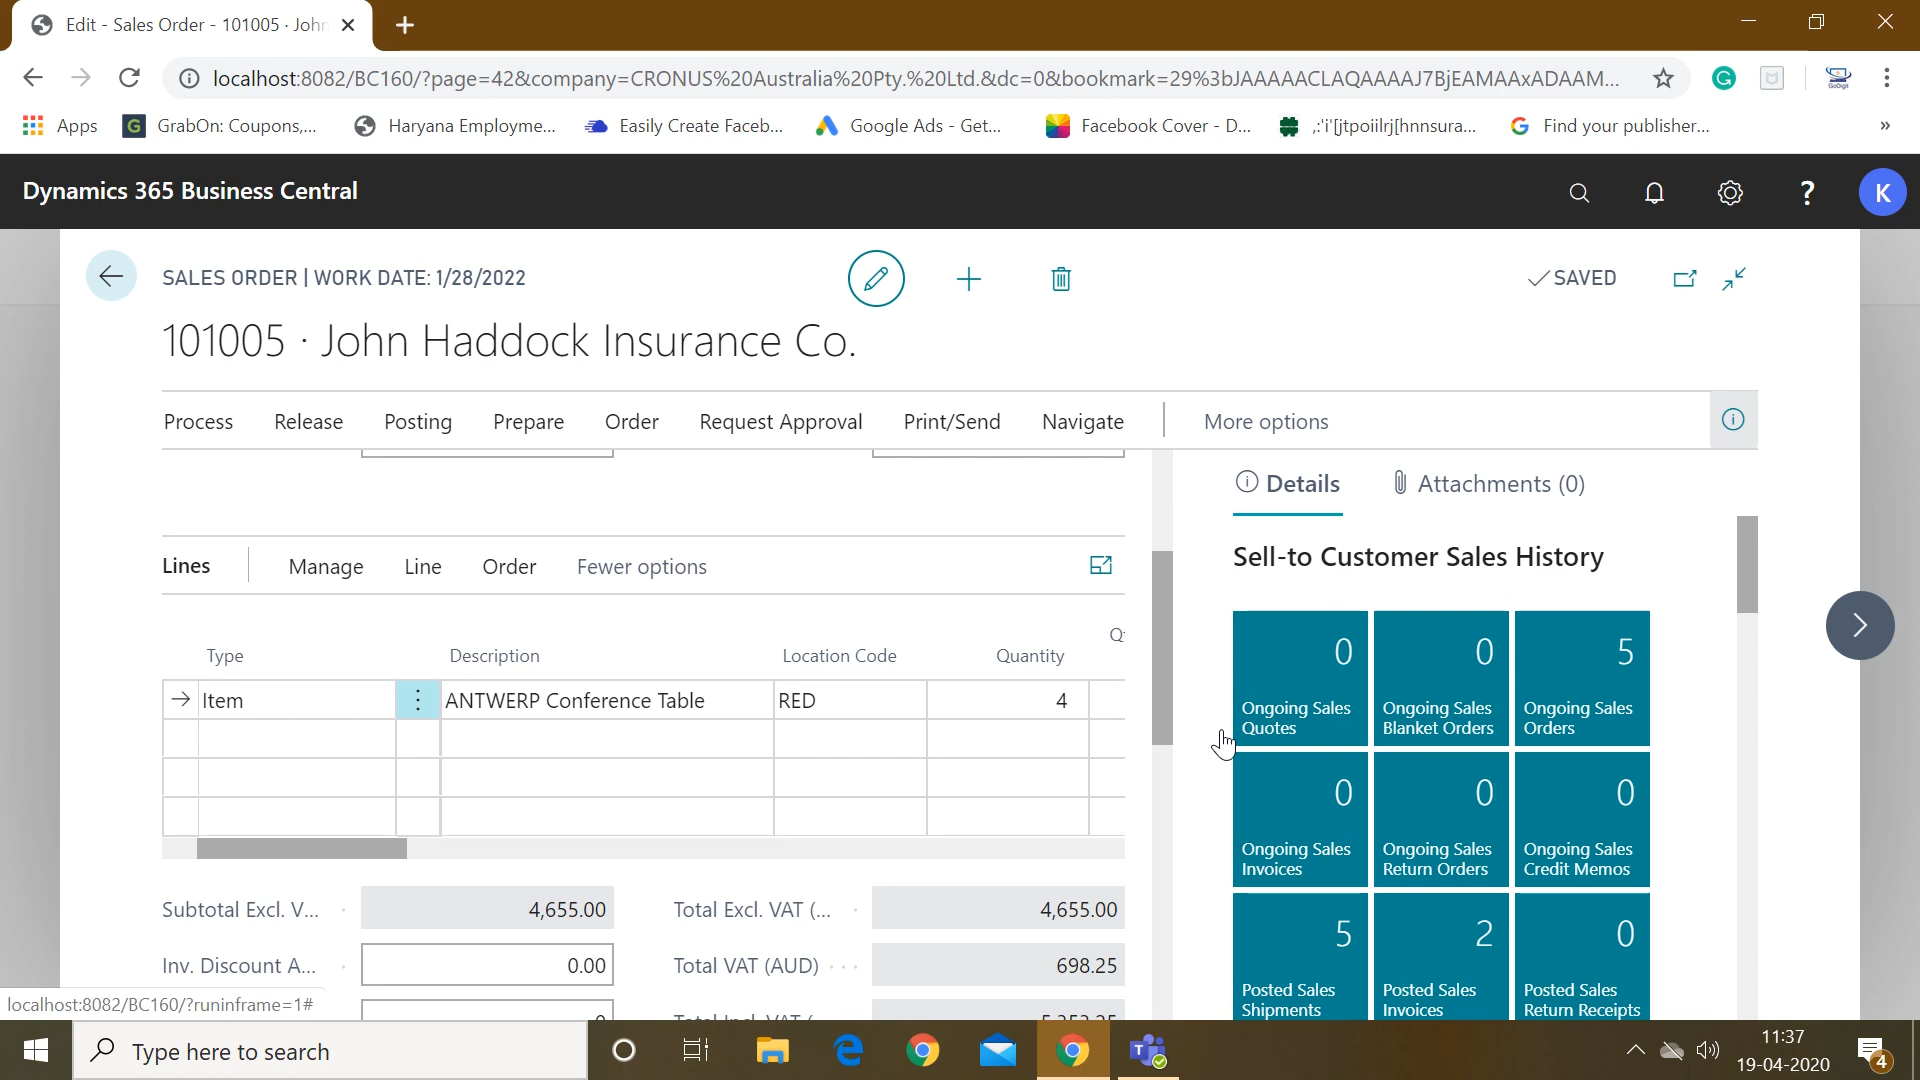 Edit - Sales Order - 101005 · John
localhost:8082/BC160/?page=42&company=CRONUS%20Australia%20Pty.%20Ltd.&dc=0&bookmark=29%3bJAAAAACLAQAAAAJ7BjEAMAAxADAAM...
Apps
GrabOn: Coupons,...
Haryana Employme...
Easily Create Faceb...
Google Ads - Get...
Facebook Cover - D...
,:'i'[jtpoiilrj[hnnsura...
Find your publisher...
»
Dynamics 365 Business Central
?
K
SALES ORDER | WORK DATE: 1/28/2022
SAVED
101005 · John Haddock Insurance Co.
Process
Release
Posting
Prepare
Order
Request Approval
Print/Send
Navigate
More options
Details
Attachments (0)
Lines
Manage
Line
Order
Fewer options
Sell-to Customer Sales History
Type
Description
Location Code
Quantity
Item
ANTWERP Conference Table
RED
4
0
Ongoing Sales
Quotes
0
Ongoing Sales
Blanket Orders
5
Ongoing Sales
Orders
0
Ongoing Sales
Invoices
0
Ongoing Sales
Return Orders
0
Ongoing Sales
Credit Memos
5
Posted Sales
Shipments
2
Posted Sales
Invoices
0
Posted Sales
Return Receipts
Subtotal Excl. V...
4,655.00
Total Excl. VAT (...
4,655.00
Inv. Discount A...
0.00
Total VAT (AUD)
698.25
localhost:8082/BC160/?runinframe=1#
Type here to search
11:37
19-04-2020
4